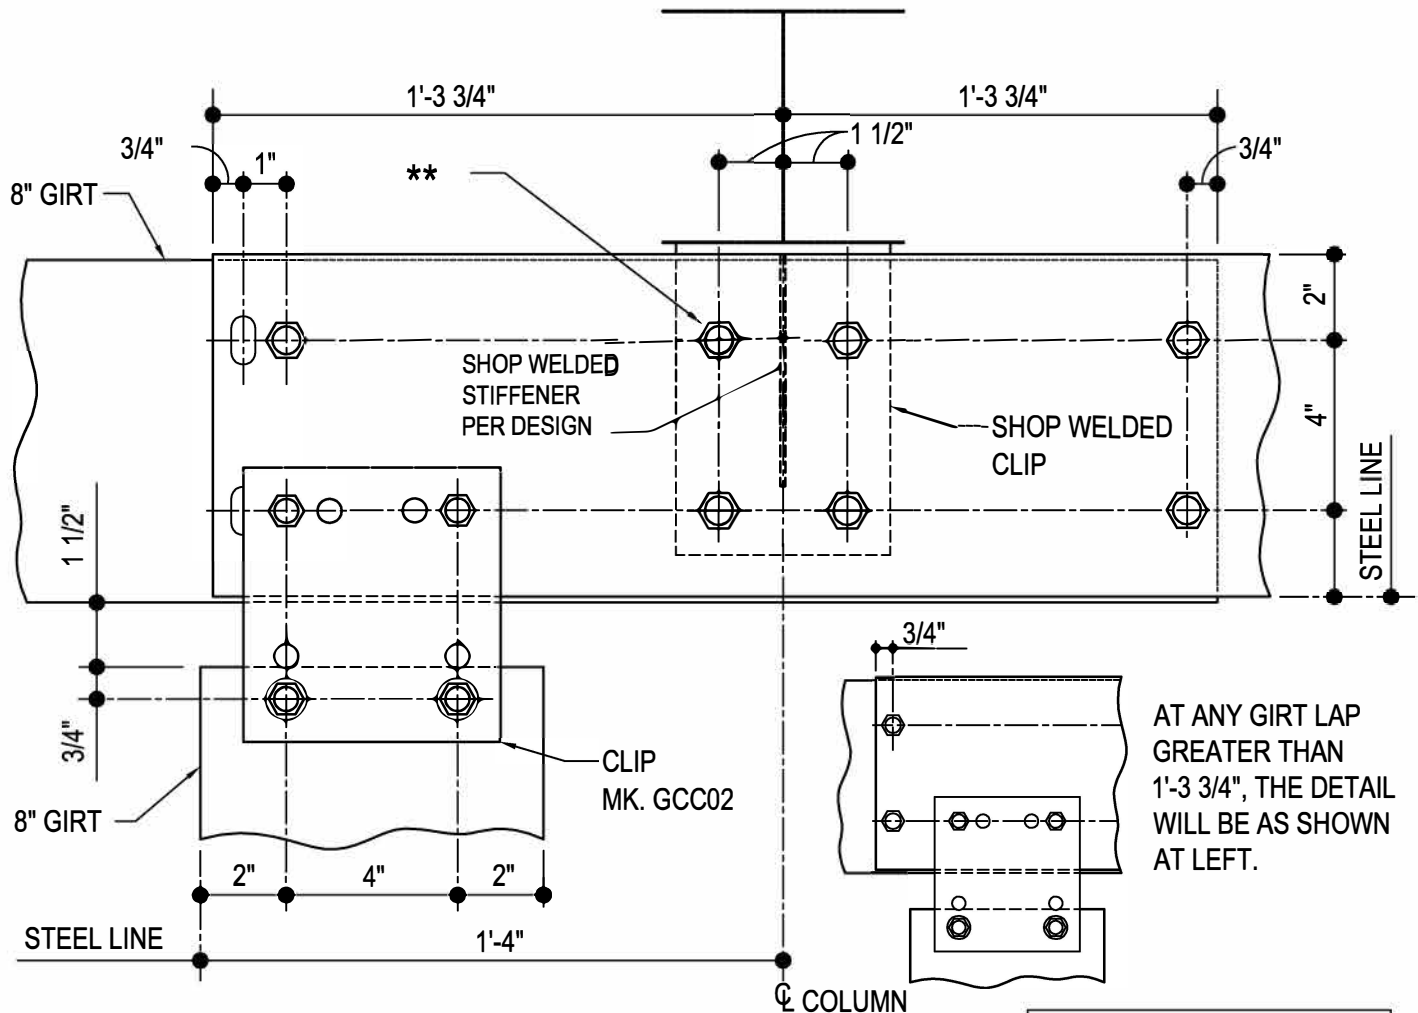 1'-3 3/4"
1'-3 3/4"
3/4"
1"
**
1 1/2"
3/4"
8" GIRT
2"
SHOP WELDED
STIFFENER
PER DESIGN
SHOP WELDED
CLIP
4"
STEEL LINE
1 1/2"
3/4"
3/4"
AT ANY GIRT LAP
GREATER THAN
1'-3 3/4", THE DETAIL
WILL BE AS SHOWN
AT LEFT.
CLIP
MK. GCC02
8" GIRT
2"
4"
2"
STEEL LINE
1'-4"
℄ COLUMN